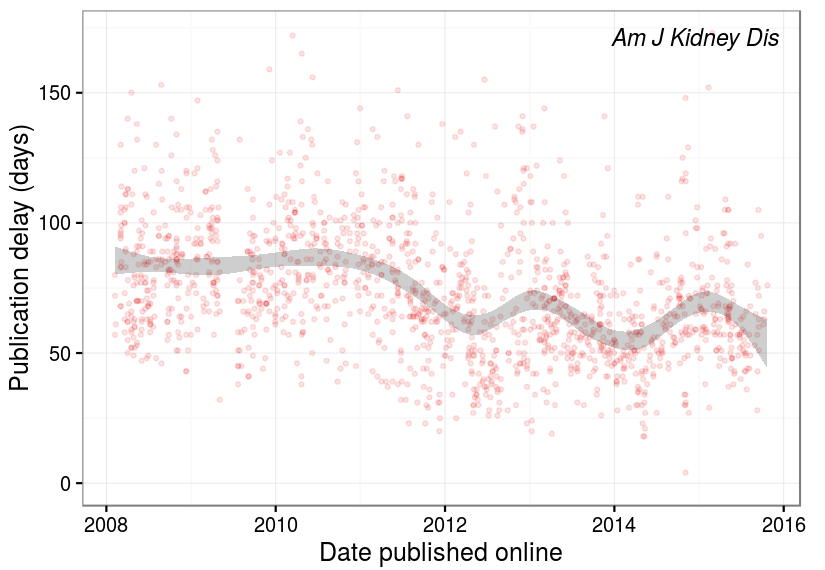 Am J Kidney Dis
Publication delay (days)
150
100
50
0
2008 2010 2012 2014 2016
Date published online